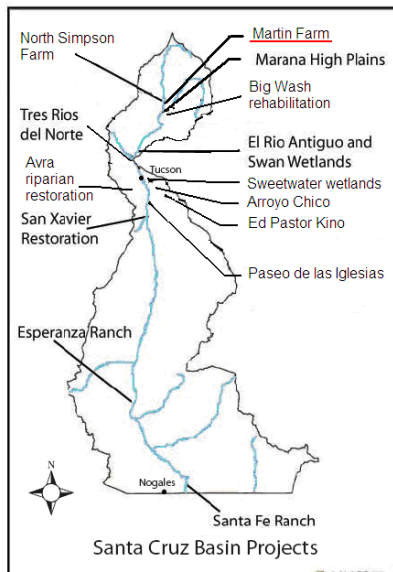 North Simpson
Farm
Martin Farm
Marana High Plains
Big Wash
rehabilitation
Tres Rios
del Norte
El Rio Antiguo and
Swan Wetlands
Avra
riparian
restoration
Tucson
Sweetwater wetlands
Arroyo Chico
Ed Pastor Kino
San Xavier
Restoration
Paseo de las Iglesias
Esperanza Ranch
N
Nogales
Santa Fe Ranch
Santa Cruz Basin Projects